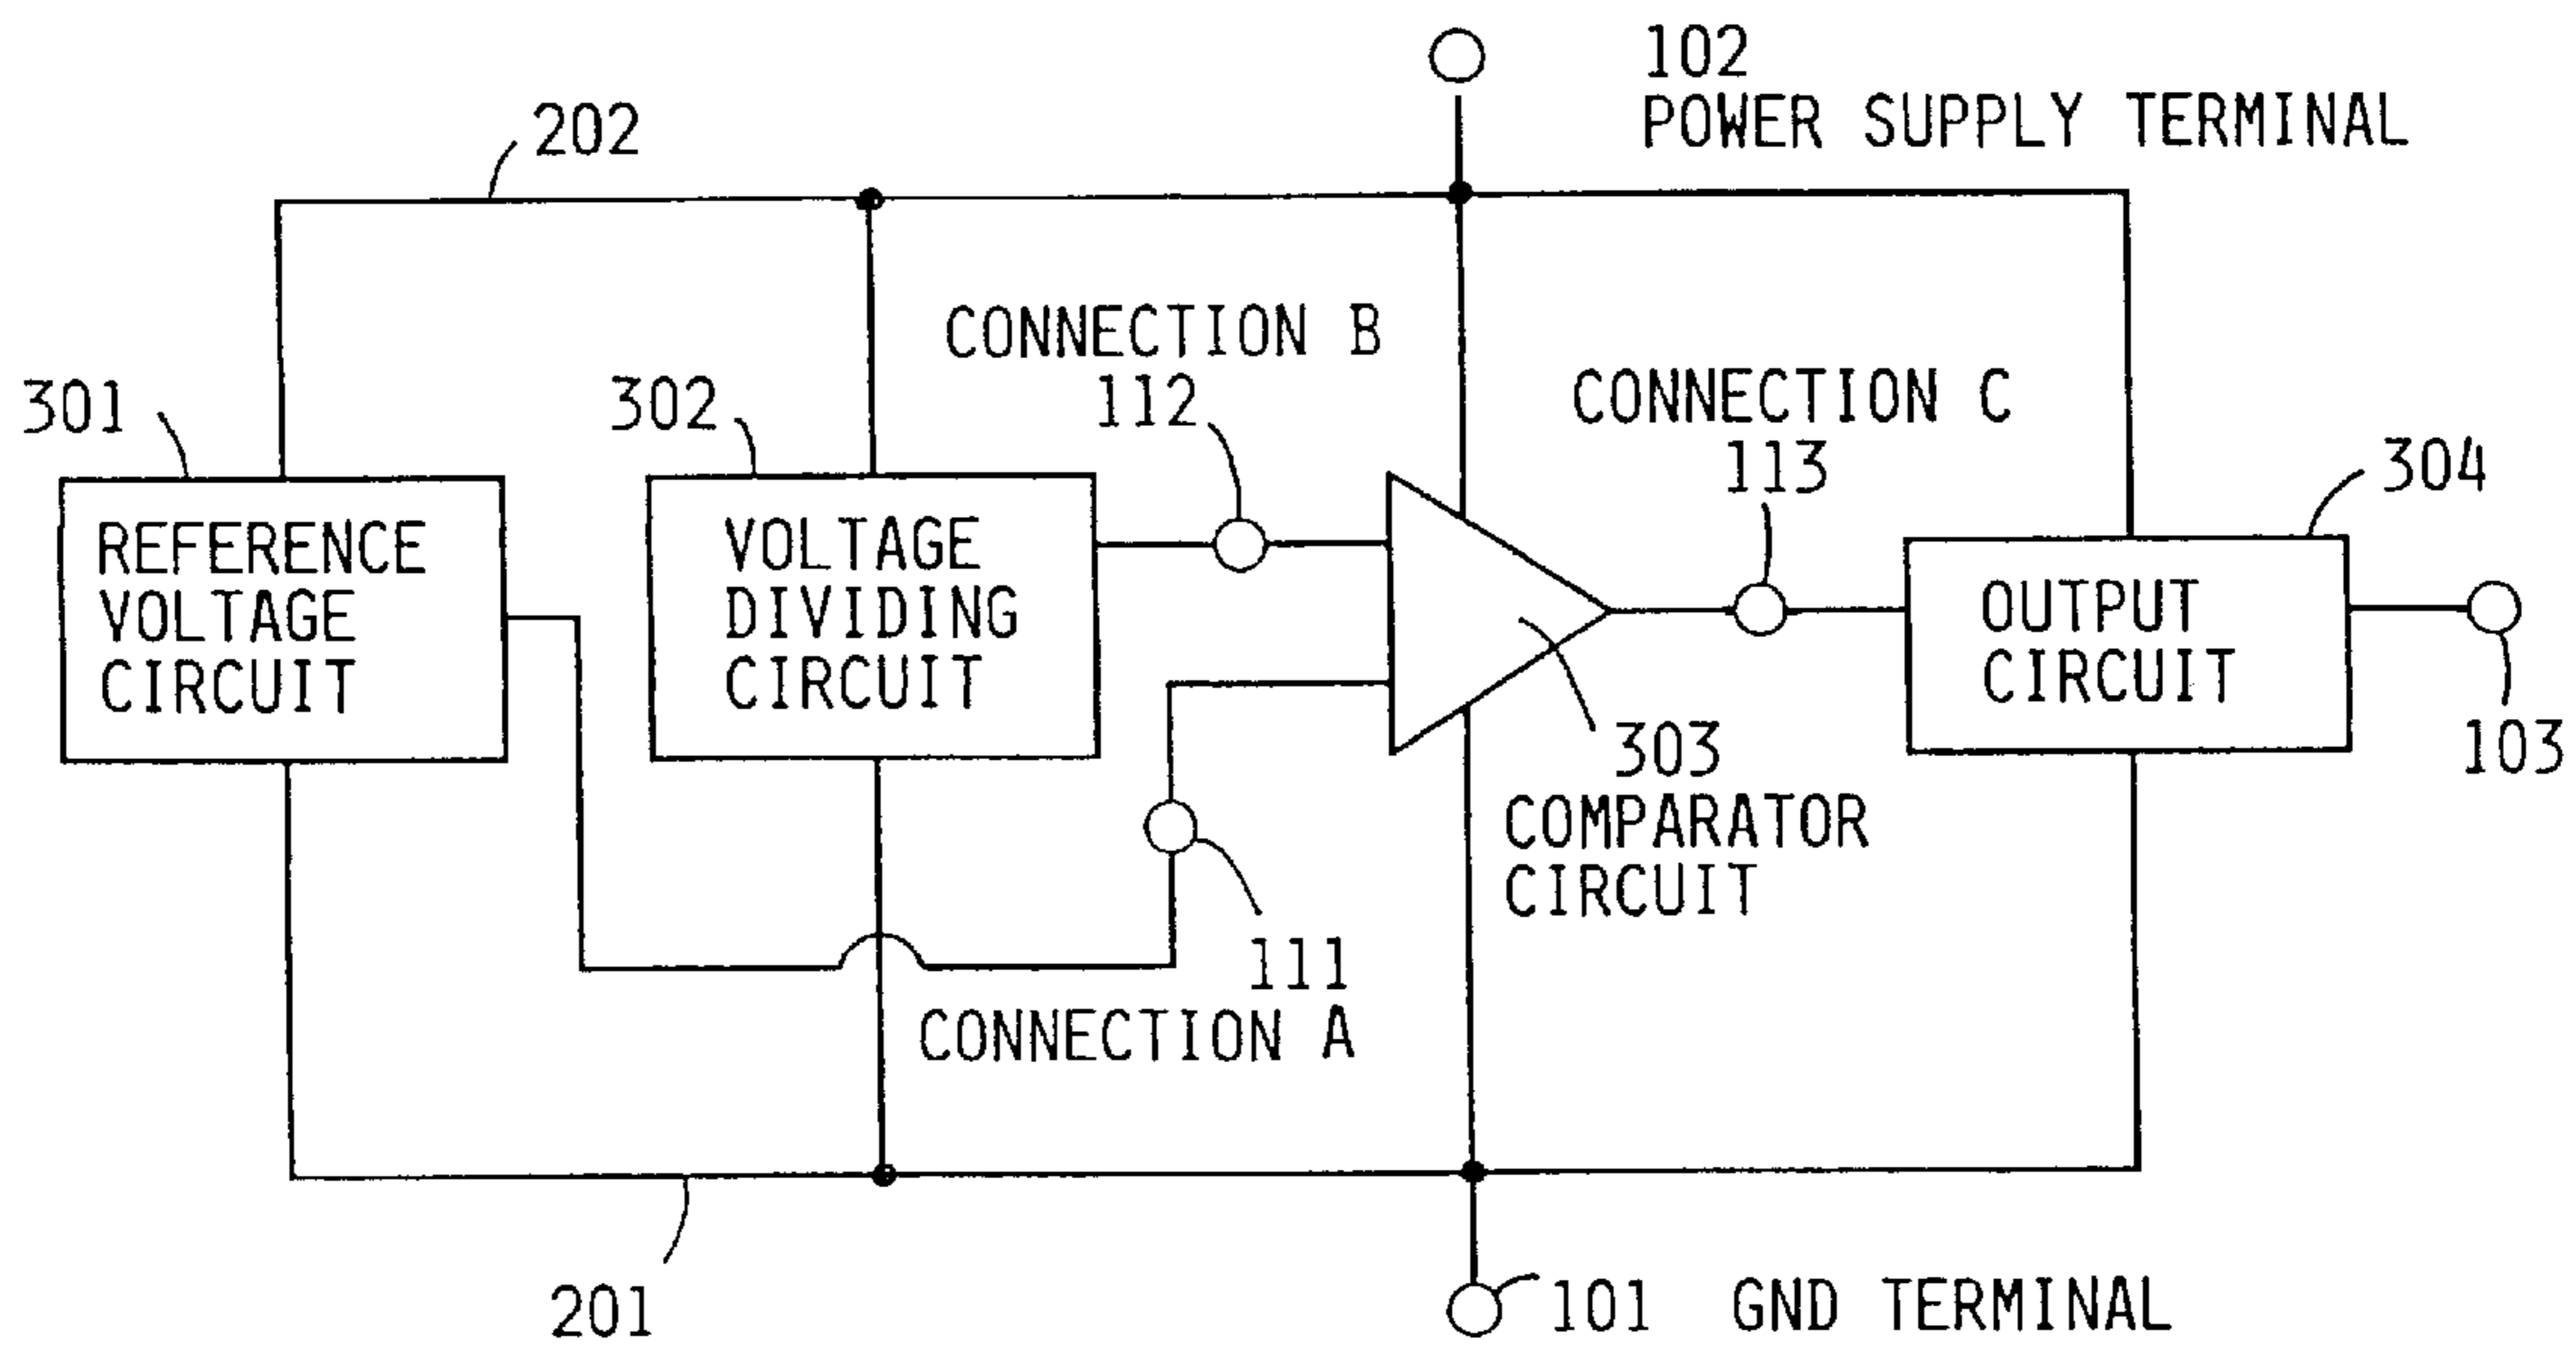 102
POWER SUPPLY TERMINAL
202
CONNECTION B
112
301
302
CONNECTION C
113
304
REFERENCE
VOLTAGE
CIRCUIT
VOLTAGE
DIVIDING
CIRCUIT
OUTPUT
CIRCUIT
103
303
COMPARATOR
CIRCUIT
111
CONNECTION A
201
101 GND TERMINAL